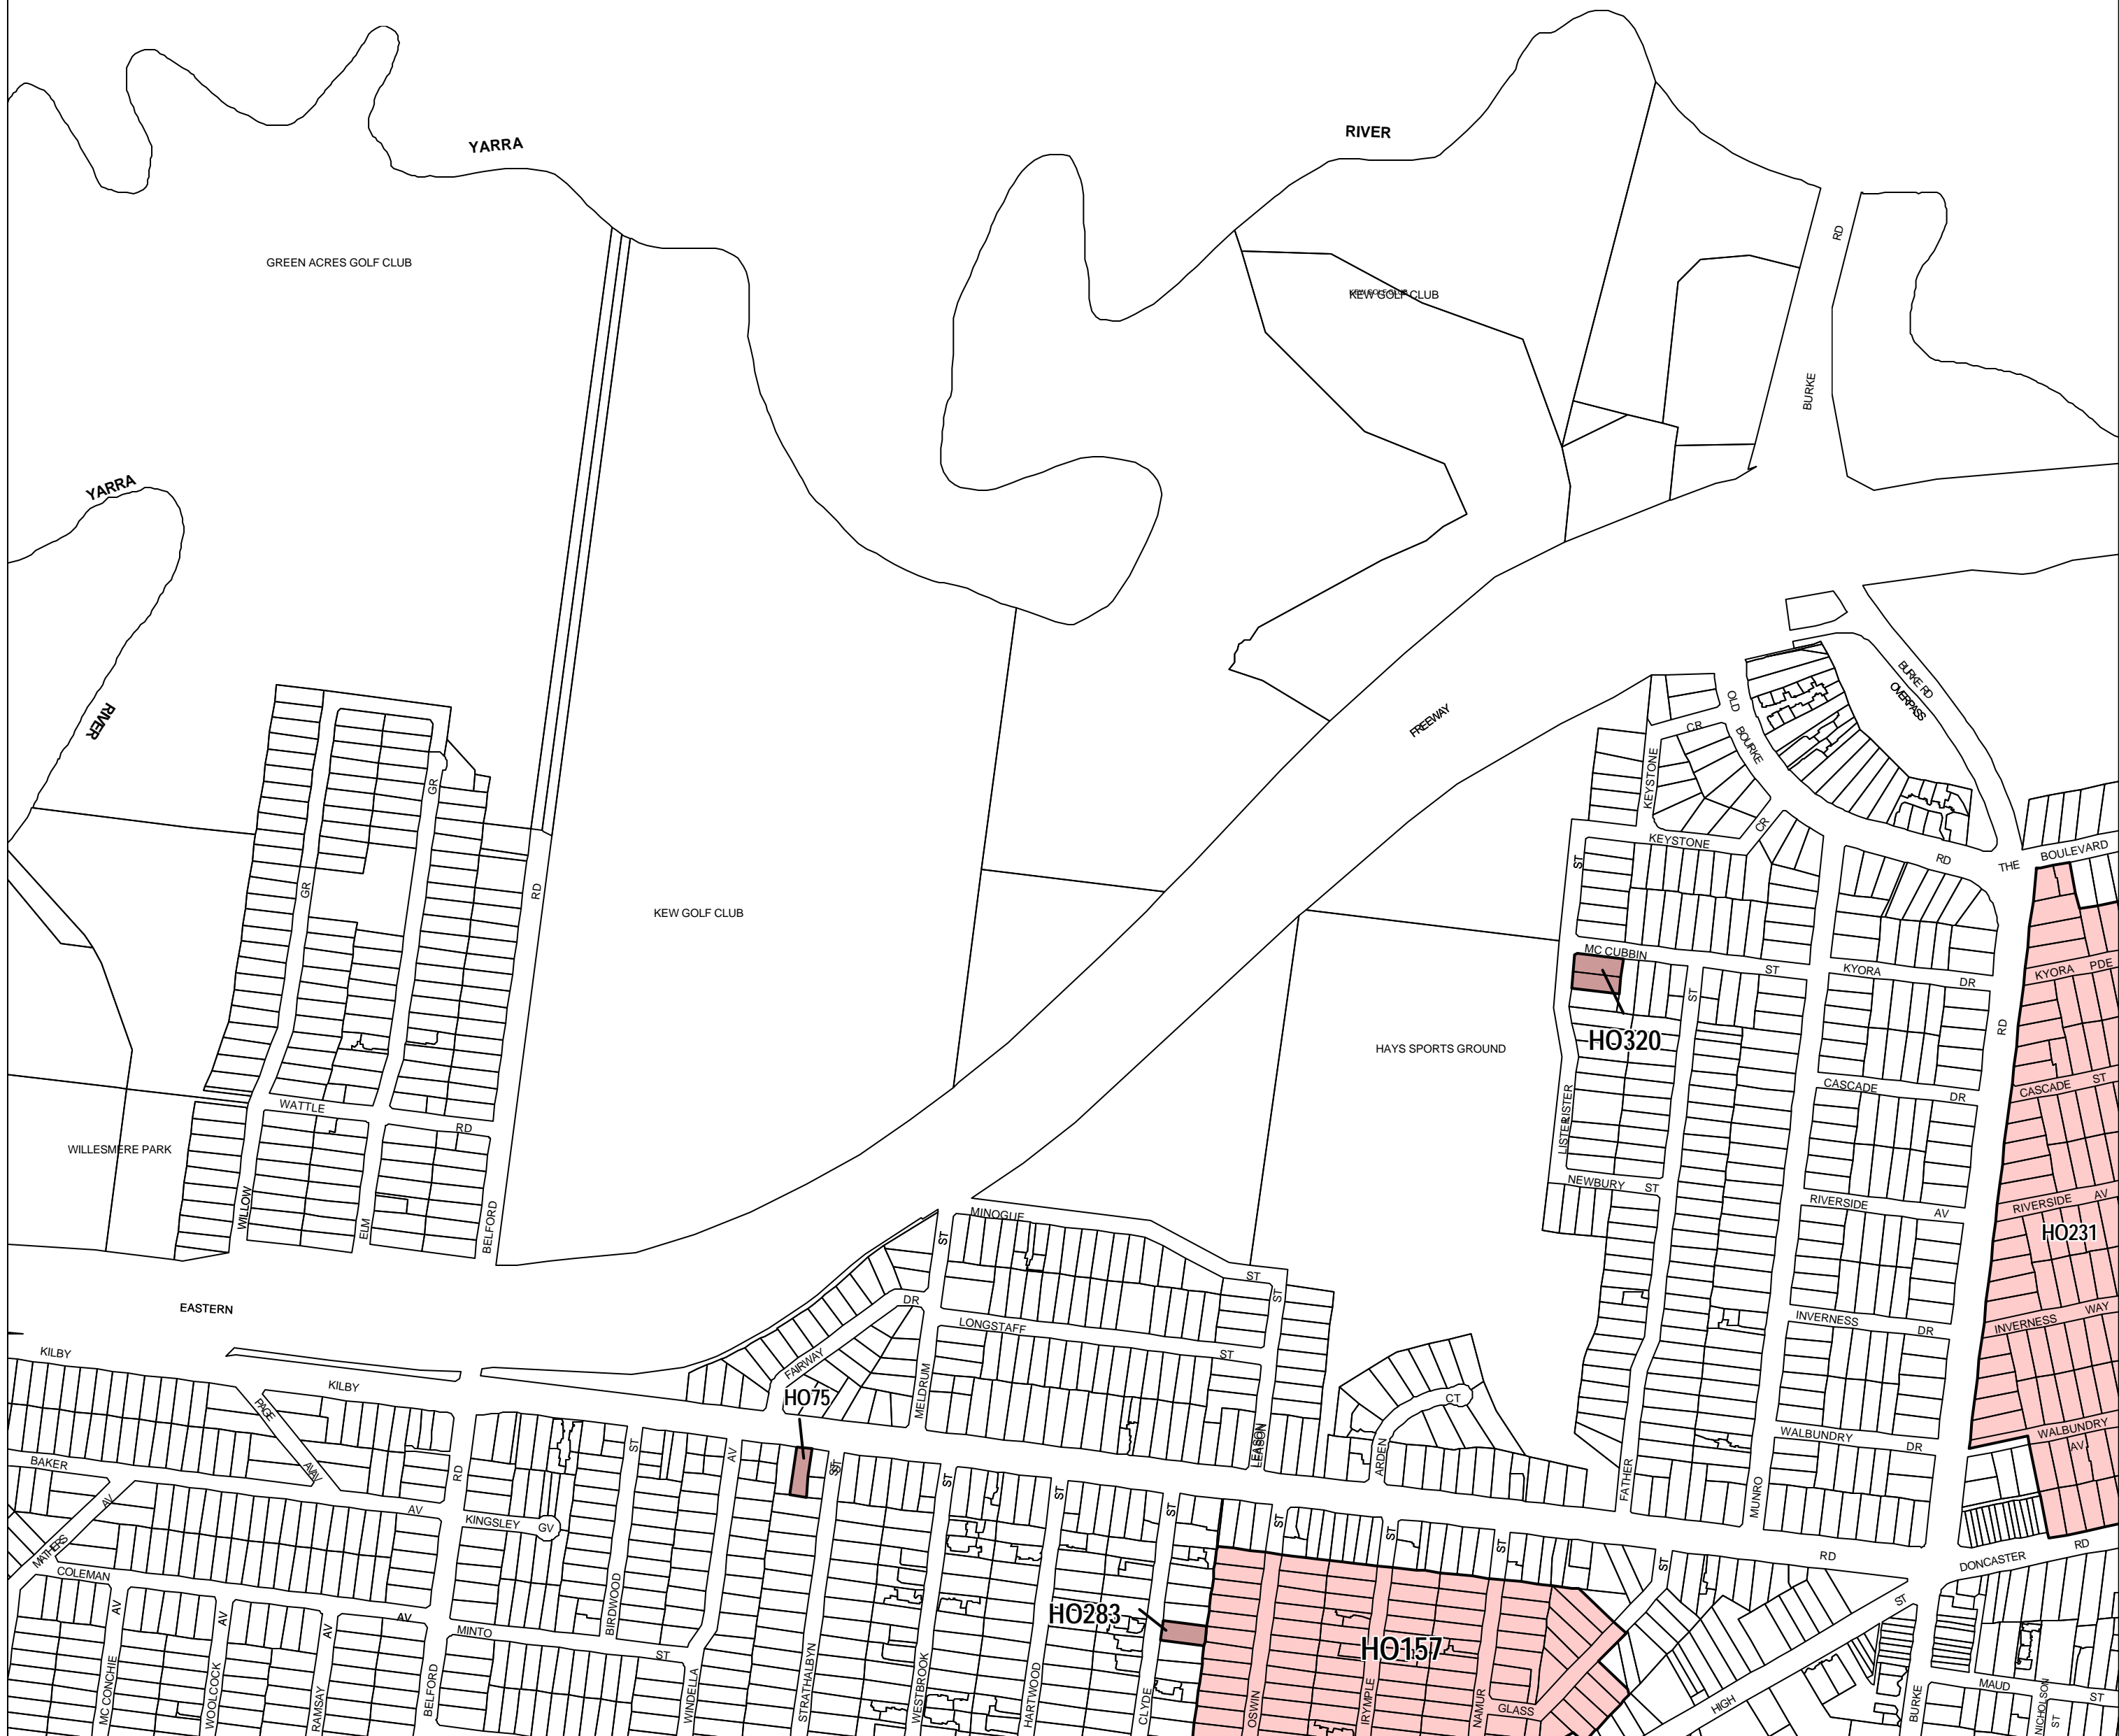 RIVER
YARRA
RD
GREEN ACRES GOLF CLUB
KEW GOLF CLUB
BURKE
YARRA
RIVER
BURKE RD
OVERPASS
OLD
BOURKE
RD
FREEWAY
CR
KEYSTONE
GR
CR
KEYSTONE
THE
BOULEVARD
ST
GR
RD
KEW GOLF CLUB
MC CUBBIN
ST
KYORA
DR
KYORA PDE
ST
HO320
RD
HAYS SPORTS GROUND
CASCADE
DR
CASCADE ST
WATTLE
RD
LISTER
LISTER
WILLESMERE PARK
NEWBURY ST
RIVERSIDE
AV
RIVERSIDE AV
WILLOW
ELM
BELFORD
MINOGUE
ST
ST
ST
HO231
EASTERN
DR
LONGSTAFF
ST
INVERNESS
DR
INVERNESS WAY
KILBY
KILBY
FAIRWAY
HO75
MELDRUM
CT
PAGE
AV
LEASON
ARDEN
WALBUNDRY
DR
WALBUNDRY
AV
BAKER
AV
RD
ST
AV
ST
ST
ST
ST
FATHER
MUNRO
AV
MATHERS
KINGSLEY GV
ST
ST
ST
ST
RD
DONCASTER RD
COLEMAN
AV
AV
AV
AV
BIRDWOOD
MINTO
ST
HO283
HO157
ST
MC CONCHIE
WOOLCOCK
RAMSAY
BELFORD
WINDELLA
STRATHALBYN
WESTBROOK
HARTWOOD
CLYDE
OSWIN
IRYMPLE
NAMUR
GLASS
HIGH
BURKE
MAUD
ST
NICHOLSON
ST